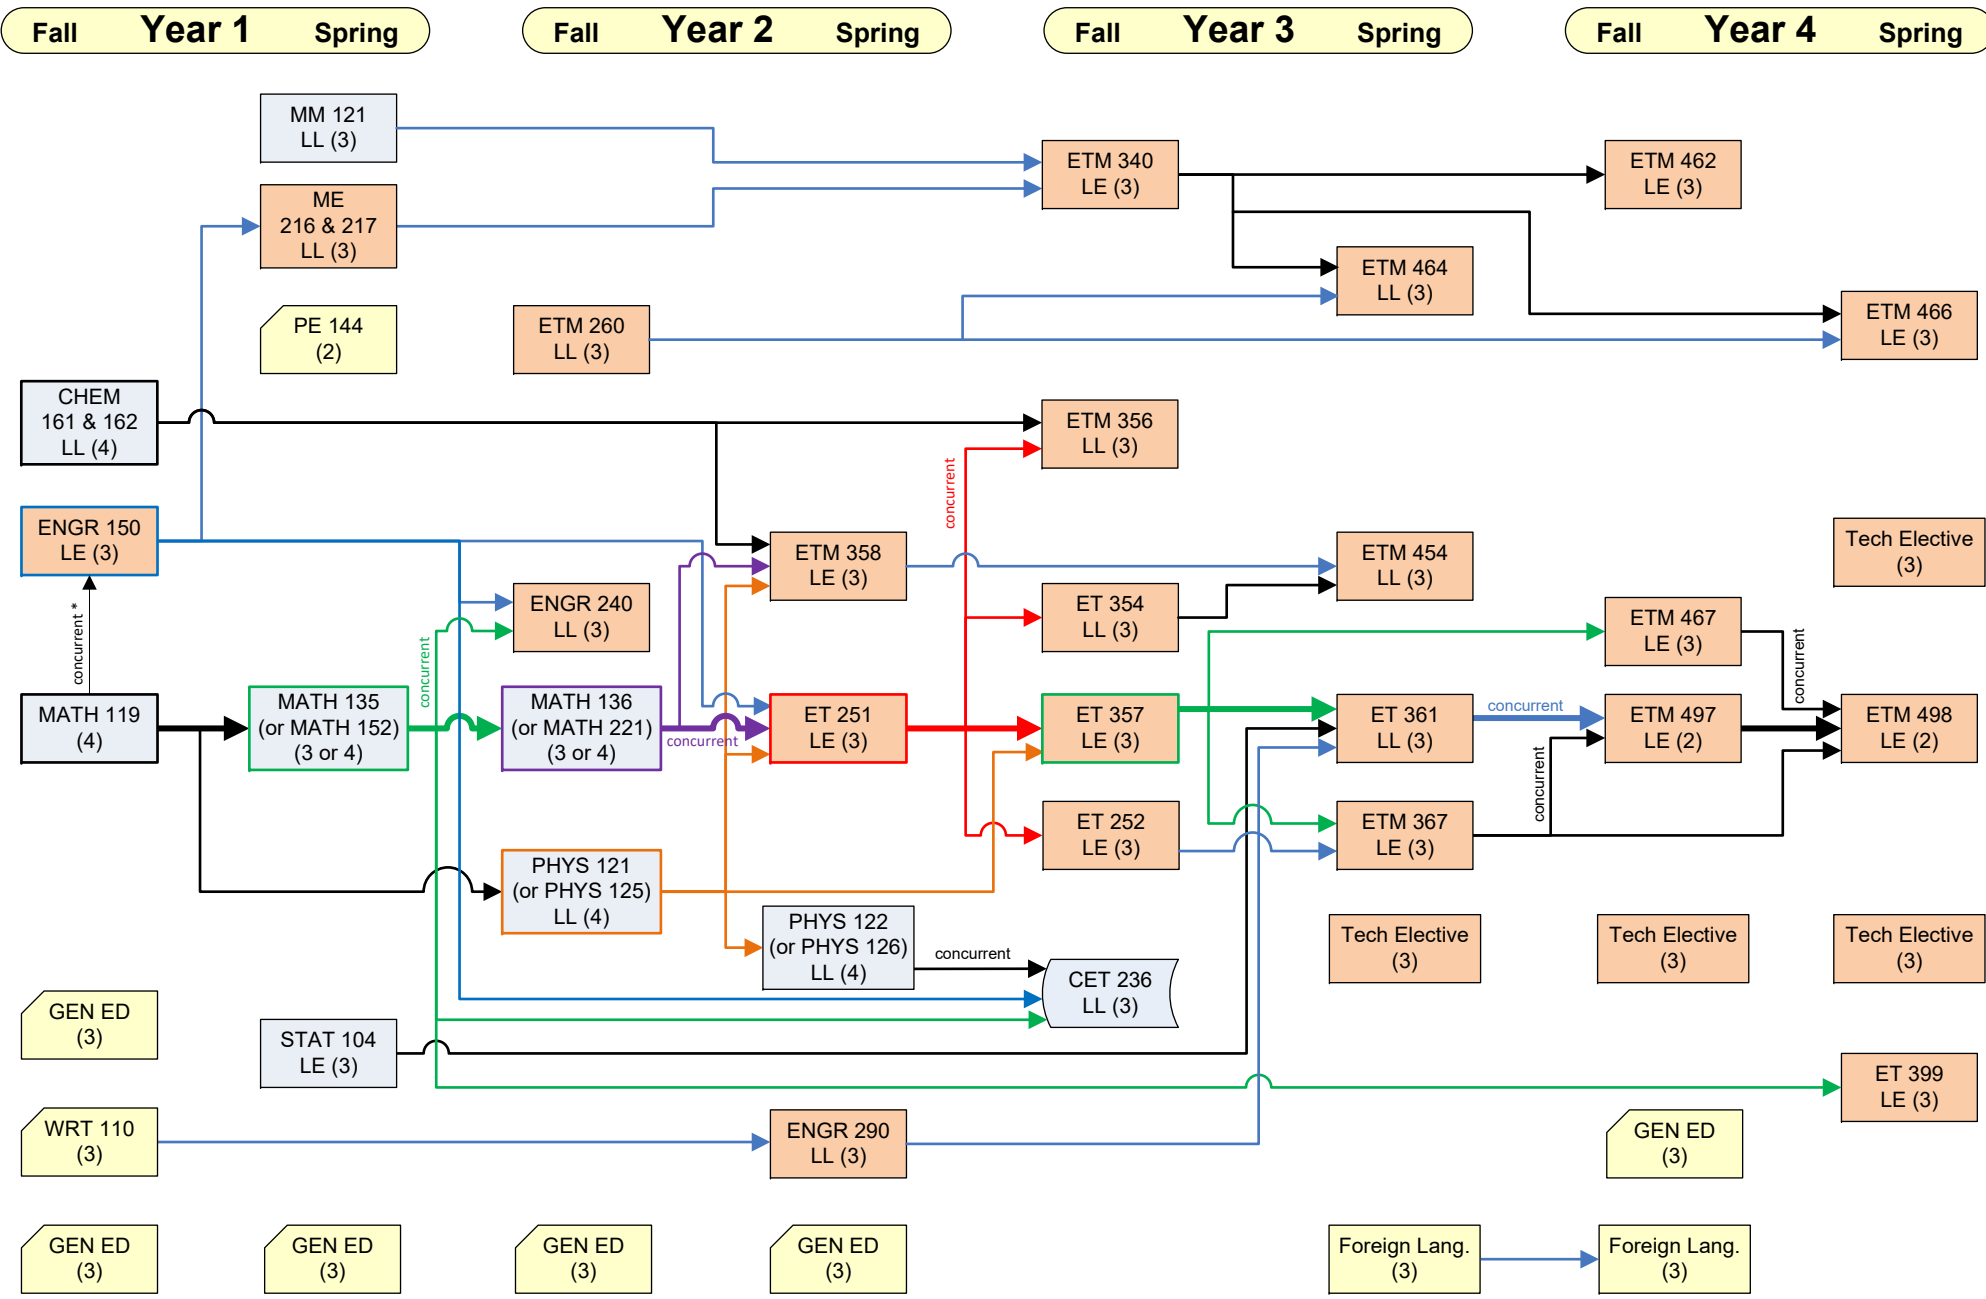 Fall Year 1 Spring
Fall Year 2 Spring
Fall Year 3 Spring
Fall Year 4 Spring
MM 121
LL (3)
ME
216 & 217
LL (3)
PE 144
(2)
ETM 260
LL (3)
ETM 340
LE (3)
ETM 462
LE (3)
ETM 464
LL (3)
ETM 466
LE (3)
CHEM
161 & 162
LL (4)
ETM 356
LL (3)
concurrent
ENGR 150
LE (3)
concurrent *
ENGR 240
LL (3)
concurrent
ETM 358
LE (3)
ET 354
LL (3)
ETM 454
LL (3)
Tech Elective
(3)
ETM 467
LE (3)
concurrent
MATH 119
(4)
MATH 135
(or MATH 152)
(3 or 4)
MATH 136
(or MATH 221)
(3 or 4)
concurrent
ET 251
LE (3)
ET 357
LE (3)
ET 361
LL (3)
concurrent
ETM 497
LE (2)
ETM 498
LE (2)
concurrent
ET 252
LE (3)
ETM 367
LE (3)
PHYS 121
(or PHYS 125)
LL (4)
PHYS 122
(or PHYS 126)
LL (4)
concurrent
CET 236
LL (3)
Tech Elective
(3)
Tech Elective
(3)
Tech Elective
(3)
GEN ED
(3)
STAT 104
LE (3)
ET 399
LE (3)
WRT 110
(3)
ENGR 290
LL (3)
GEN ED
(3)
GEN ED
(3)
GEN ED
(3)
GEN ED
(3)
GEN ED
(3)
Foreign Lang.
(3)
Foreign Lang.
(3)